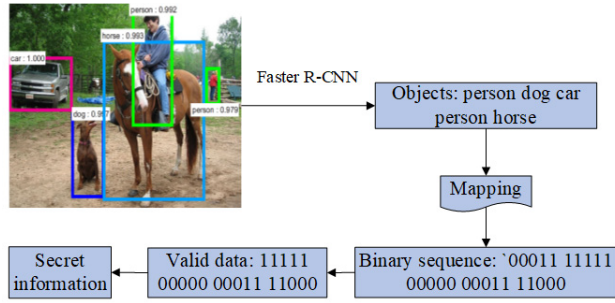 person : 0.992
horse : 0.993
car : 1.000
dog : 0.997
person : 0.979
Faster R-CNN
Objects: person dog car
person horse
Mapping
Binary sequence: `00011 11111
00000 00011 11000
Valid data: 11111
00000 00011 11000
Secret
information